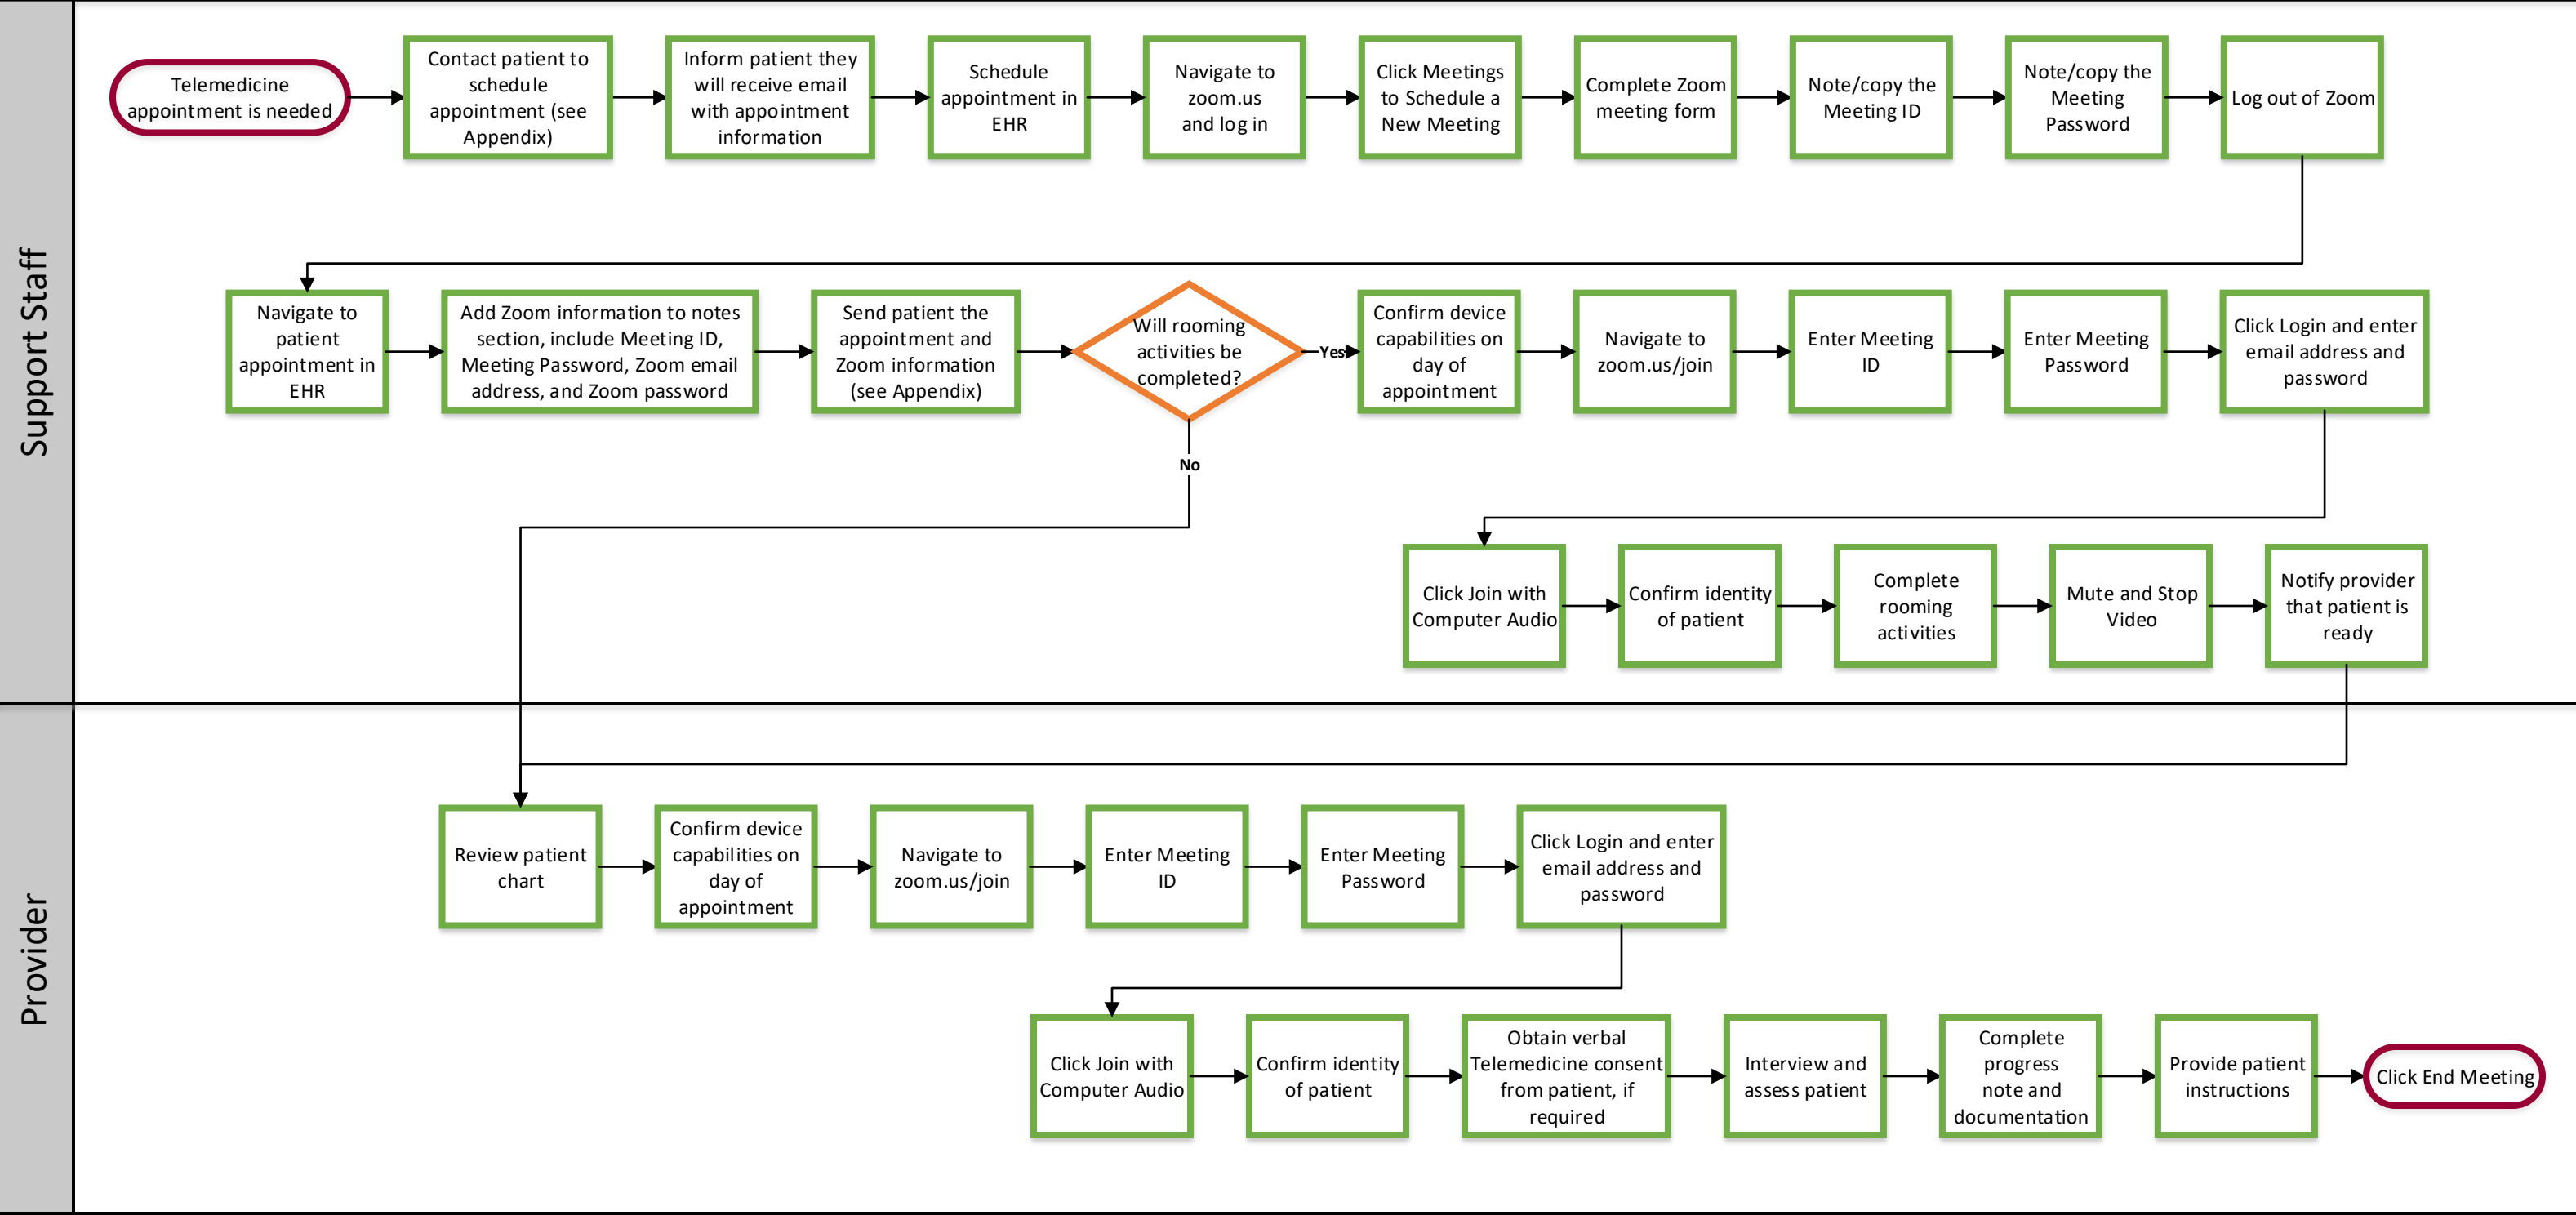 Support Staff
Telemedicine
appointment is needed
Contact patient to
schedule
appointment (see
Appendix)
Inform patient they
will receive email
with appointment
information
Schedule
appointment in
EHR
Navigate to
zoom.us
and log in
Click Meetings
to Schedule a
New Meeting
Complete Zoom
meeting form
Note/copy the
Meeting ID
Note/copy the
Meeting
Password
Log out of Zoom
Navigate to
patient
appointment in
EHR
Add Zoom information to notes
section, include Meeting ID,
Meeting Password, Zoom email
address, and Zoom password
Send patient the
appointment and
Zoom information
(see Appendix)
Will rooming
activities be
completed?
Yes
No
Confirm device
capabilities on
day of
appointment
Navigate to
zoom.us/join
Enter Meeting
ID
Enter Meeting
Password
Click Login and enter
email address and
password
Click Join with
Computer Audio
Confirm identity
of patient
Complete
rooming
activities
Mute and Stop
Video
Notify provider
that patient is
ready
Provider
Review patient
chart
Confirm device
capabilities on
day of
appointment
Navigate to
zoom.us/join
Enter Meeting
ID
Enter Meeting
Password
Click Login and enter
email address and
password
Click Join with
Computer Audio
Confirm identity
of patient
Obtain verbal
Telemedicine consent
from patient, if
required
Interview and
assess patient
Complete
progress
note and
documentation
Provide patient
instructions
Click End Meeting